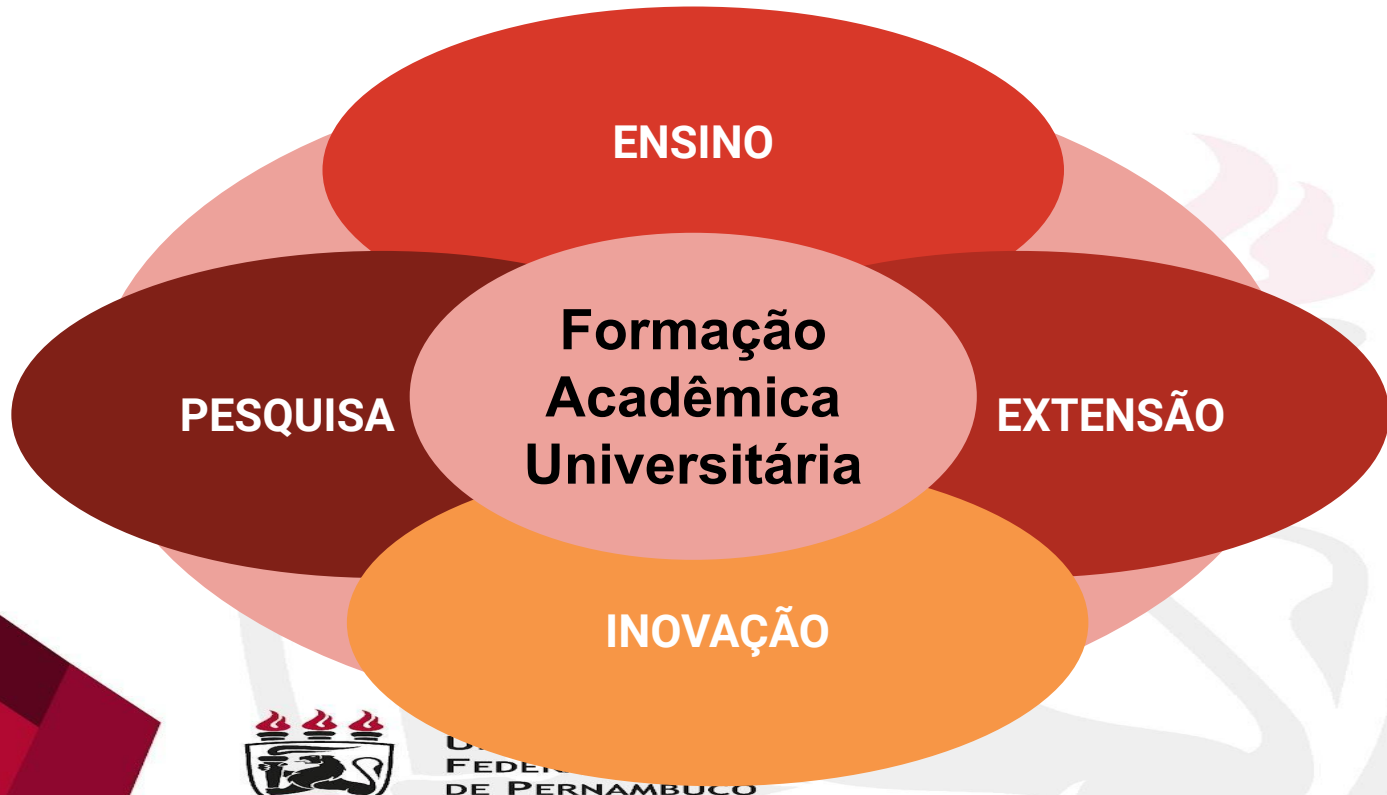 ENSINO
Formação
Acadêmica
Universitária
PESQUISA
EXTENSÃO
INOVAÇÃO
DE PERNAMBUCO